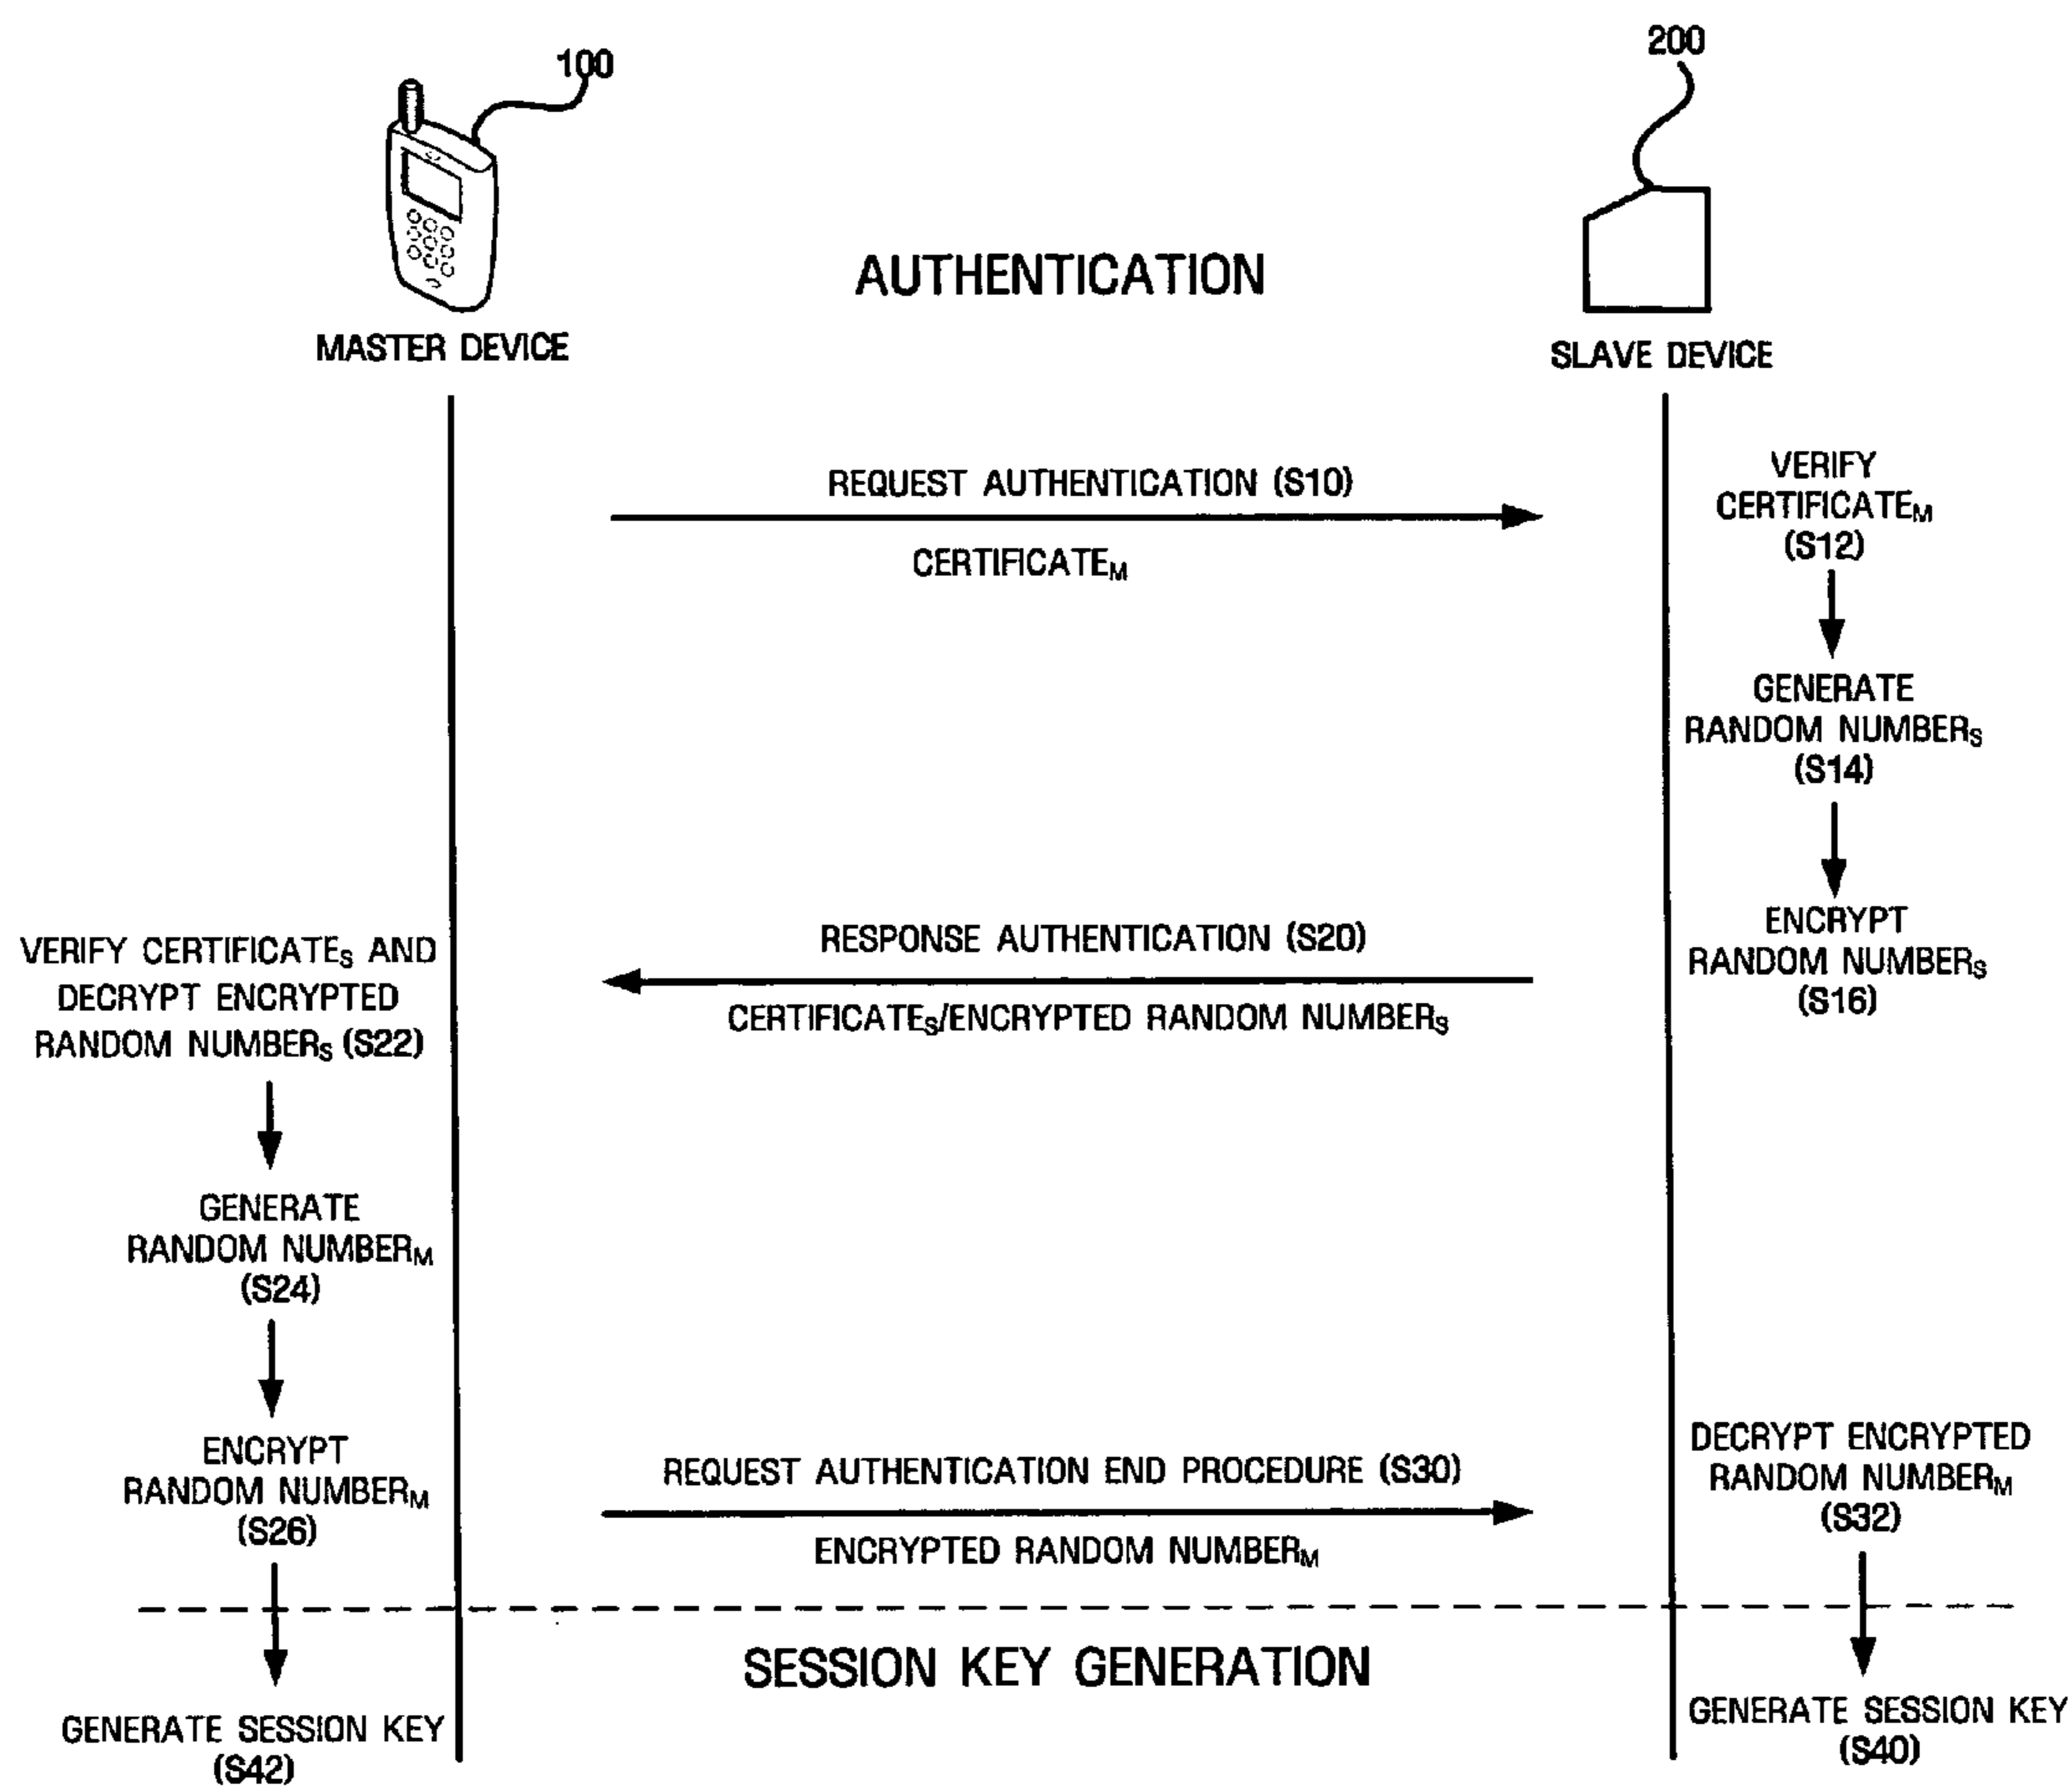 100
200
AUTHENTICATION
MASTER DEVICE
SLAVE DEVICE
REQUEST AUTHENTICATION (S10)
CERTIFICATEM
VERIFY
CERTIFICATEM
(S12)
GENERATE
RANDOM NUMBERS
(S14)
ENCRYPT
RANDOM NUMBERS
(S16)
RESPONSE AUTHENTICATION (S20)
CERTIFICATES/ENCRYPTED RANDOM NUMBERS
VERIFY CERTIFICATES AND
DECRYPT ENCRYPTED
RANDOM NUMBERS (S22)
GENERATE
RANDOM NUMBERM
(S24)
ENCRYPT
RANDOM NUMBERM
(S26)
REQUEST AUTHENTICATION END PROCEDURE (S30)
ENCRYPTED RANDOM NUMBERM
DECRYPT ENCRYPTED
RANDOM NUMBERM
(S32)
SESSION KEY GENERATION
GENERATE SESSION KEY
(S42)
GENERATE SESSION KEY
(S40)